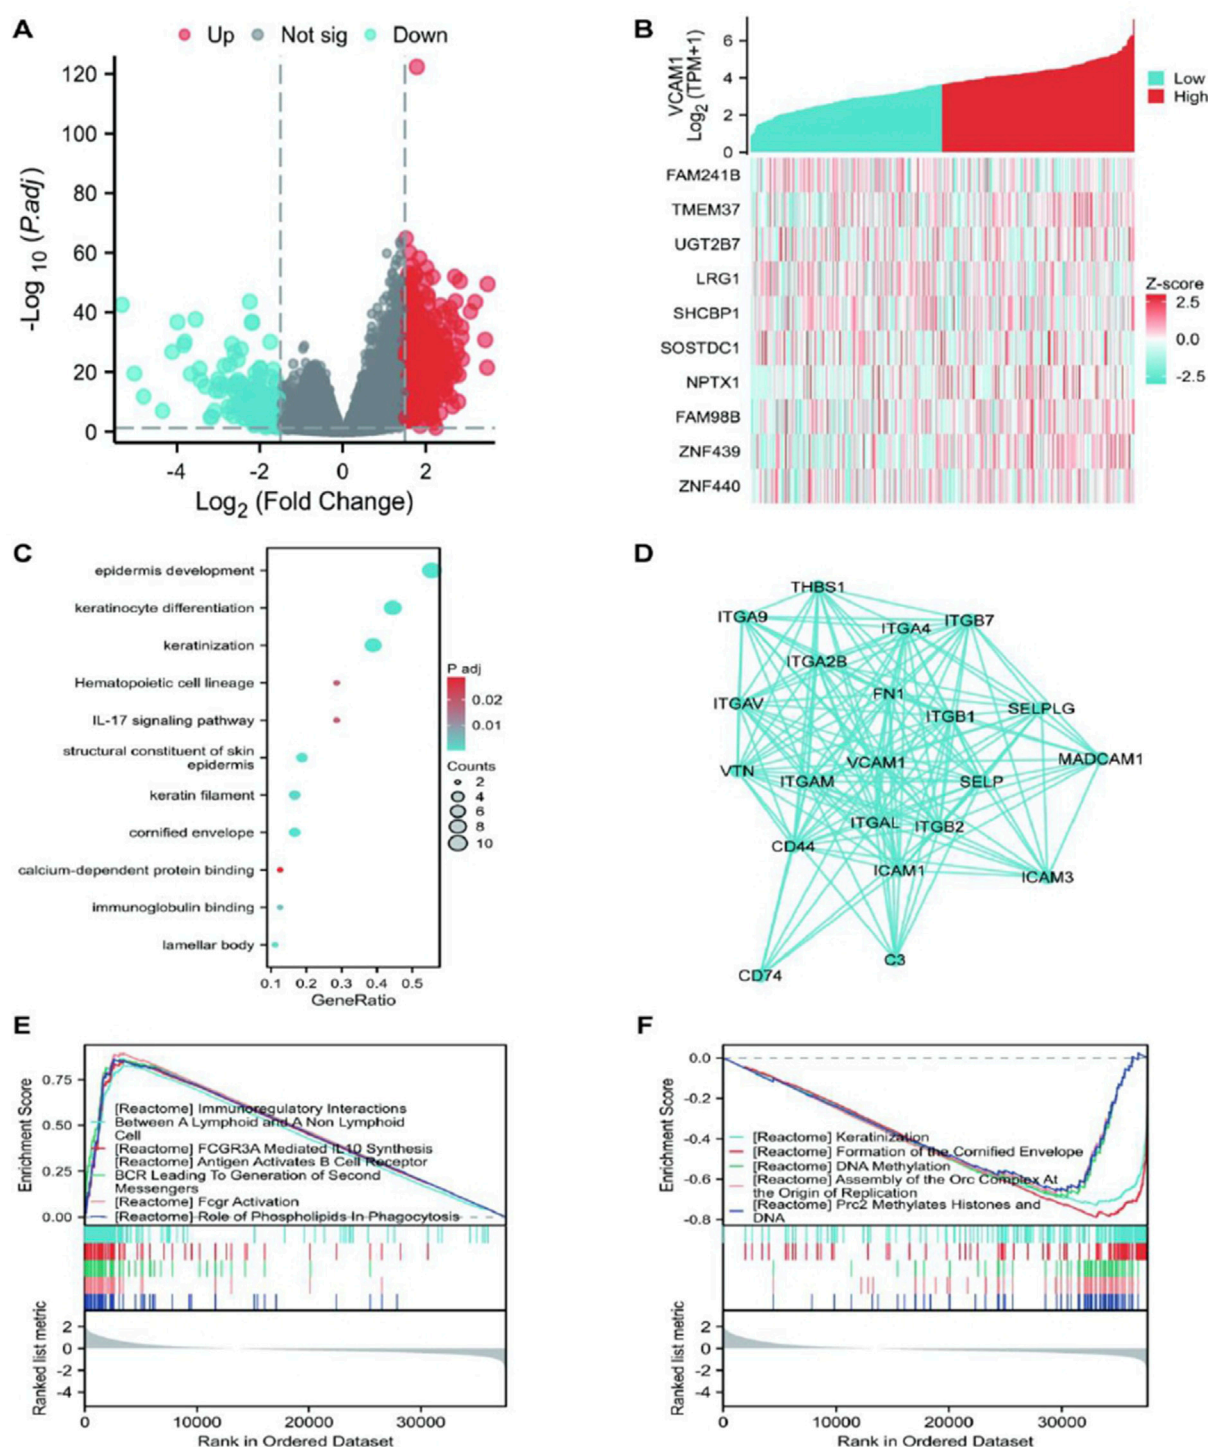 A
Up Not sig Down
-Log 10 (P.adj)
120
100
80
60
40
20
0
-4 -2 0 2
Log2 (Fold Change)
B
VCAM1
Log2 (TPM+1)
6
4
2
0
Low
High
FAM241B
TMEM37
UGT2B7
LRG1
SHCBP1
SOSTDC1
NPTX1
FAM98B
ZNF439
ZNF440
Z-score
2.5
0.0
-2.5
C
epidermis development
keratinocyte differentiation
keratinization
Hematopoietic cell lineage
IL-17 signaling pathway
structural constituent of skin
epidermis
keratin filament
cornified envelope
calcium-dependent protein binding
immunoglobulin binding
lamellar body
0.1 0.2 0.3 0.4 0.5
GeneRatio
P adj
0.02
0.01
Counts
2
4
6
8
10
D
THBS1
ITGA9
ITGA4
ITGB7
ITGA2B
FN1
ITGAV
ITGB1
SELPLG
VTN
ITGAM
VCAM1
SELP
MADCAM1
ITGAL
ITGB2
CD44
ICAM1
ICAM3
C3
CD74
E
Enrichment Score
0.75
0.50
0.25
0.00
[Reactome] Immunoregulatory Interactions
Between A Lymphoid and A Non Lymphoid
Cell
[Reactome] FCGR3A Mediated IL10 Synthesis
[Reactome] Antigen Activates B Cell Receptor
BCR Leading To Generation of Second
Messengers
[Reactome] Fcgr Activation
[Reactome] Role of Phospholipids In Phagocytosis
Ranked list metric
2
0
-2
-4
0 10000 20000 30000
Rank in Ordered Dataset
F
Enrichment Score
0.0
-0.2
-0.4
-0.6
-0.8
[Reactome] Keratinization
[Reactome] Formation of the Cornified Envelope
[Reactome] DNA Methylation
[Reactome] Assembly of the Orc Complex At
the Origin of Replication
[Reactome] Prc2 Methylates Histones and
DNA
Ranked list metric
2
0
-2
-4
0 10000 20000 30000
Rank in Ordered Dataset